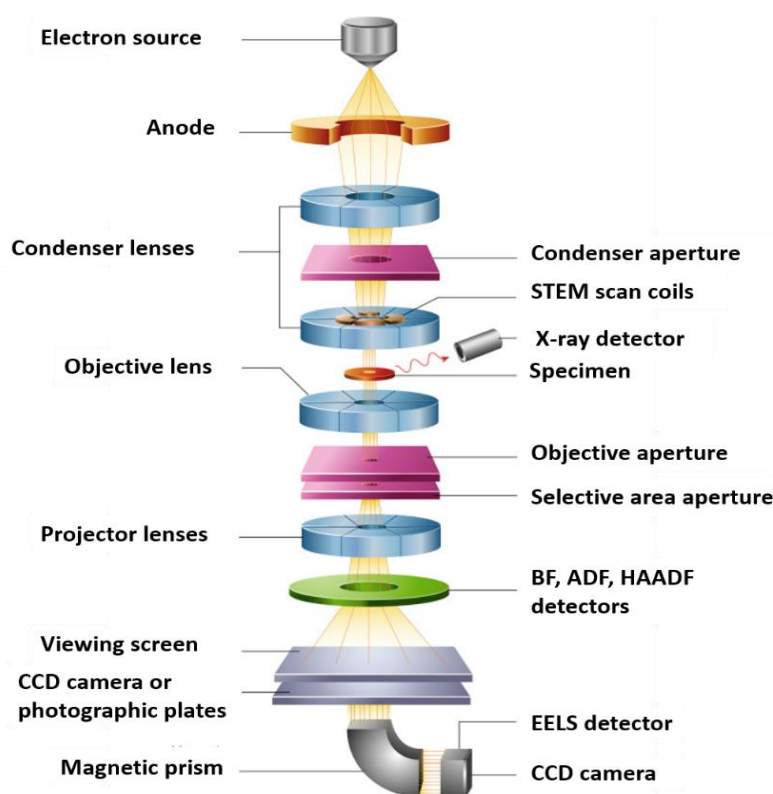 Electron source
Anode
Condenser lenses
Condenser aperture
STEM scan coils
X-ray detector
Objective lens
Specimen
Objective aperture
Selective area aperture
Projector lenses
BF, ADF, HAADF
detectors
Viewing screen
CCD camera or
photographic plates
EELS detector
Magnetic prism
CCD camera